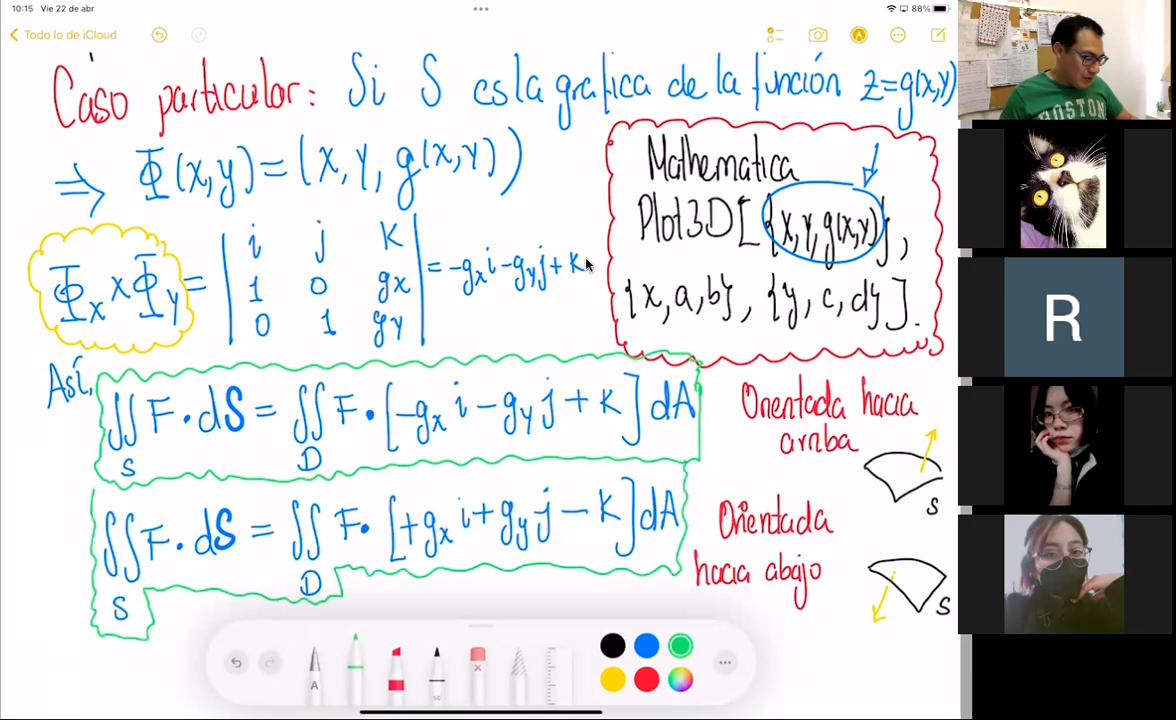 10:15 Vie 22 de abr
88%
Todo lo de iCloud
Caso particular: Si S es la grafica de la función z=g(x,y)
⇒ Φ(x,y)=(x,y,g(x,y))
Mathematica
Plot3D[{x,y,g(x,y)},
{x,a,b}, {y,c,d}].
Φx x Φy = | i j K | = -gx i - gy j + K
1 0 gx
0 1 gy
Así,
∬ F·dS = ∬ F·[-gx i - gy j + K] dA
S D
Orientada hacia
arriba
S
∬ F·dS = ∬ F·[+gx i + gy j - K] dA
S D
Orientada
hacia abajo
S
A
BOSTON
R